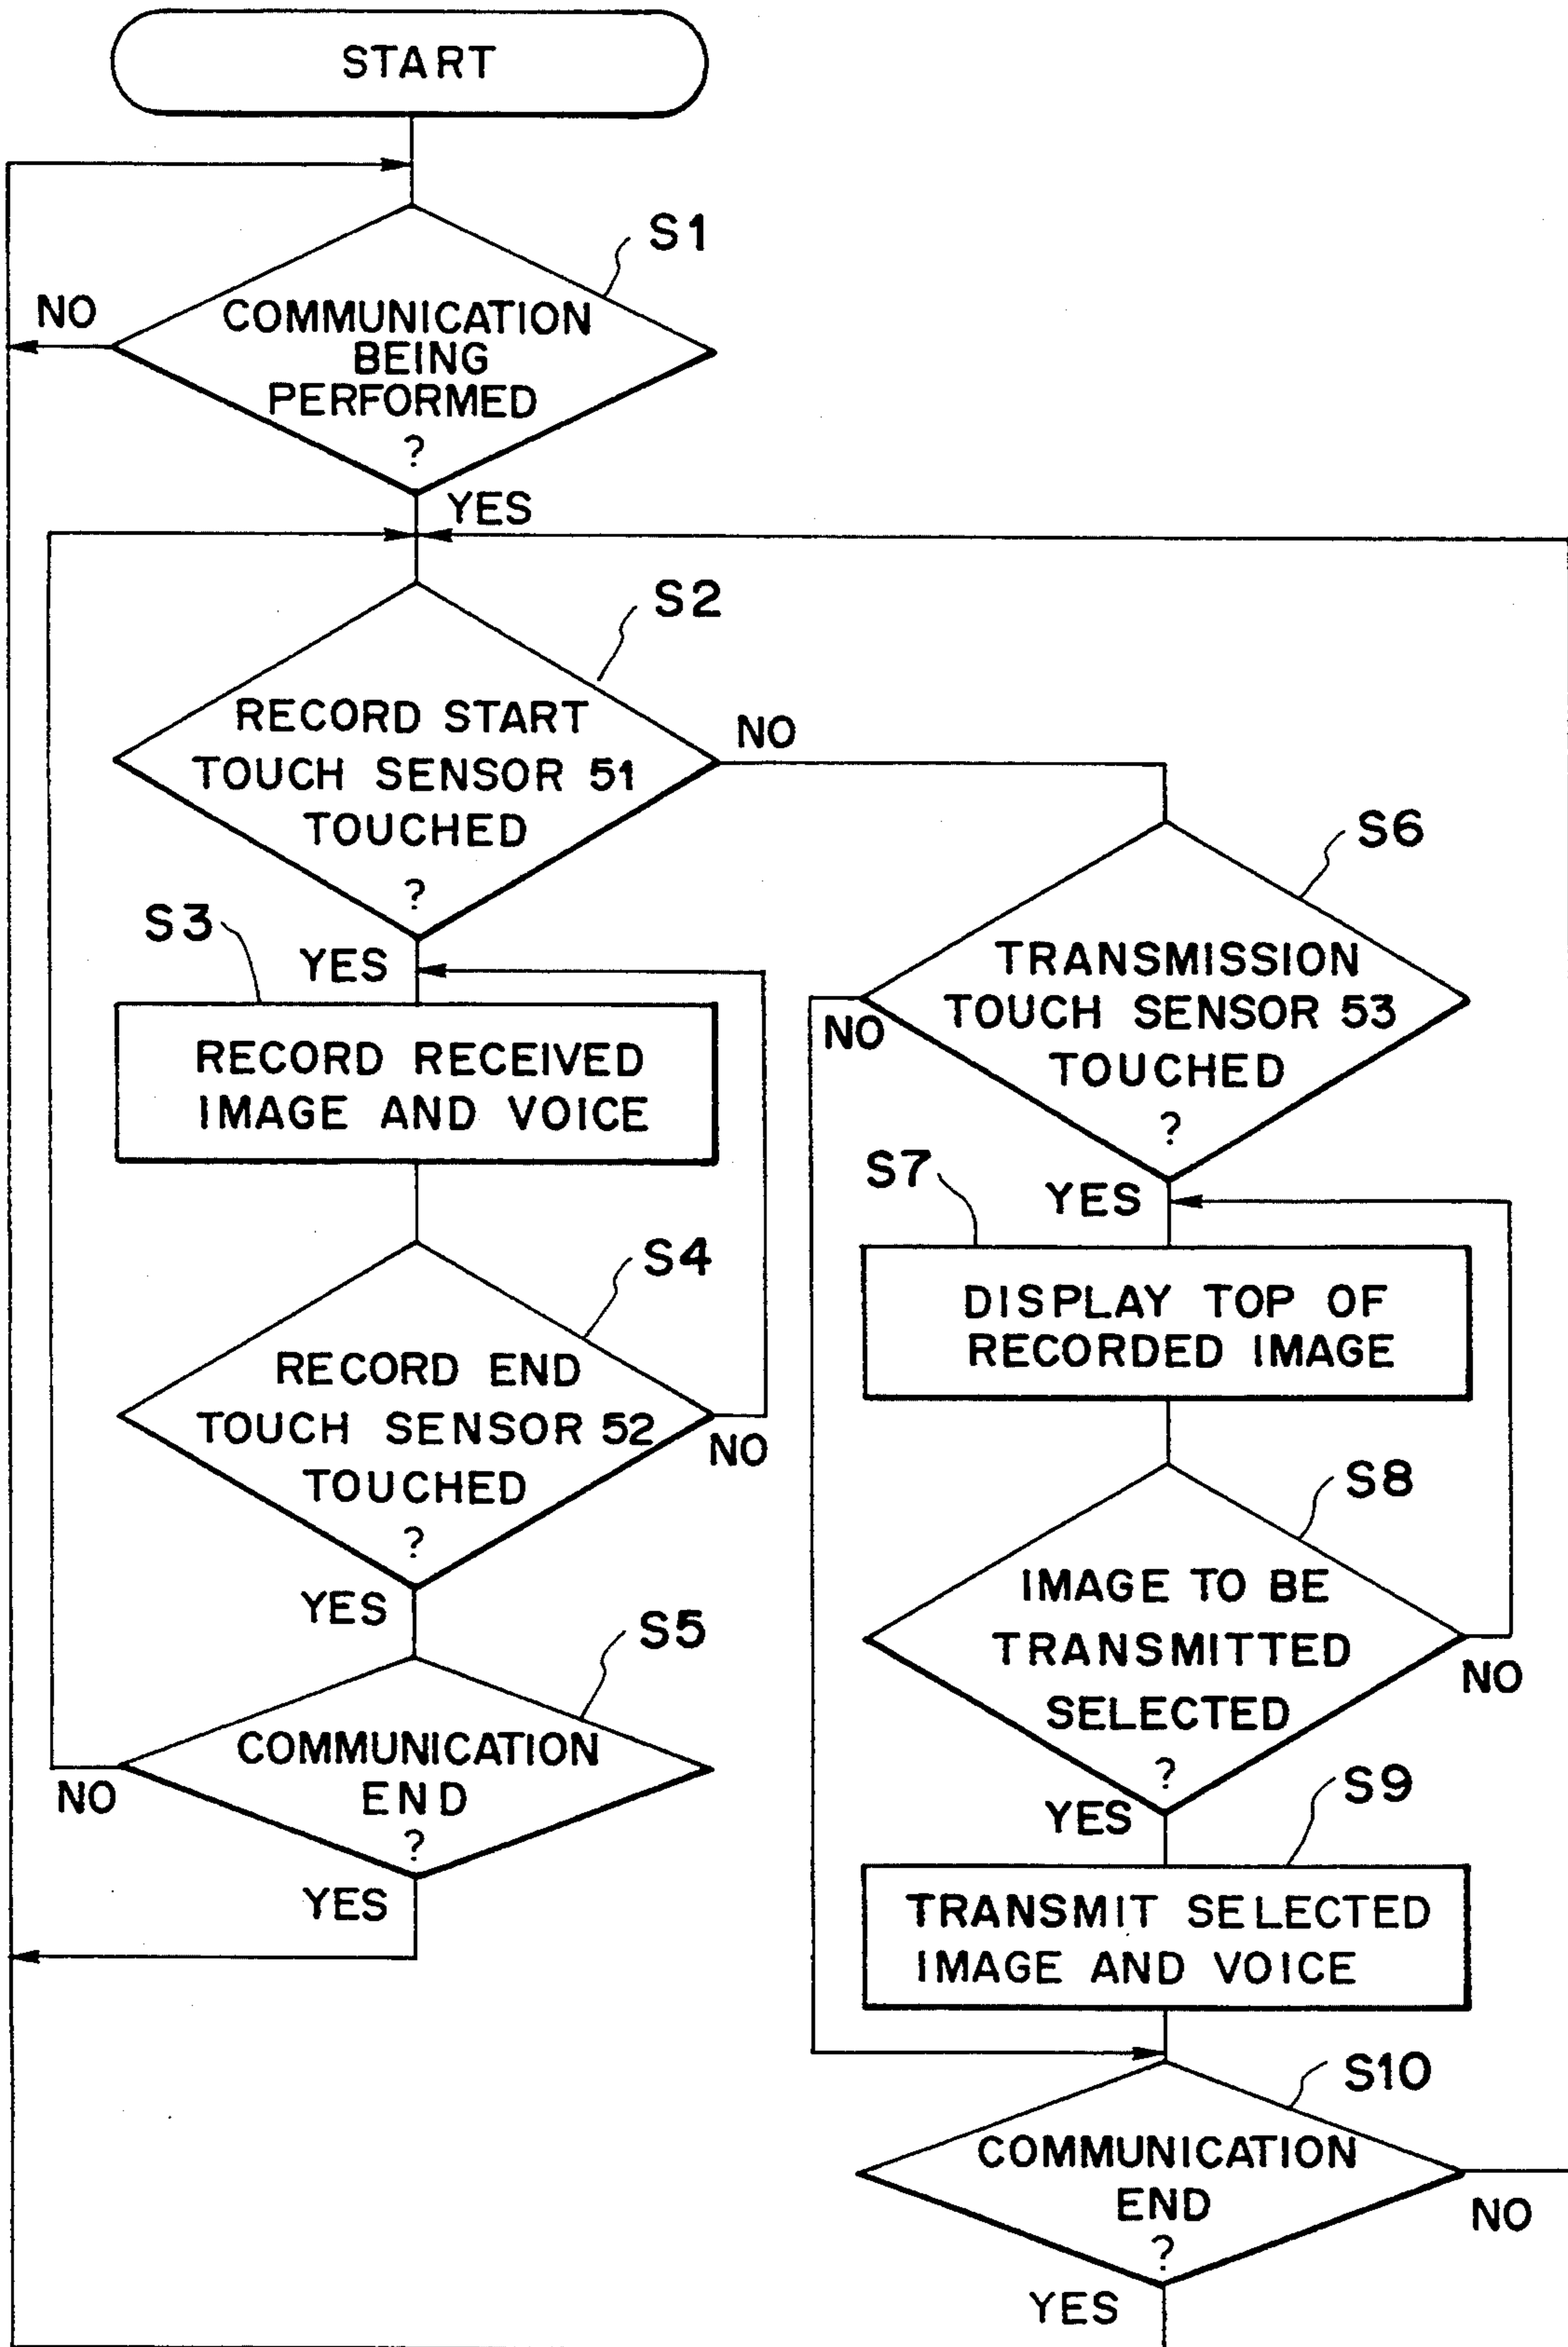 START
S1
NO
COMMUNICATION
BEING
PERFORMED
?
YES
S2
RECORD START
TOUCH SENSOR 51
TOUCHED
?
NO
YES
S3
RECORD RECEIVED
IMAGE AND VOICE
S4
RECORD END
TOUCH SENSOR 52
TOUCHED
?
NO
YES
S5
COMMUNICATION
END
?
NO
YES
S6
TRANSMISSION
TOUCH SENSOR 53
TOUCHED
?
NO
YES
S7
DISPLAY TOP OF
RECORDED IMAGE
S8
IMAGE TO BE
TRANSMITTED
SELECTED
?
NO
YES
S9
TRANSMIT SELECTED
IMAGE AND VOICE
S10
COMMUNICATION
END
?
NO
YES